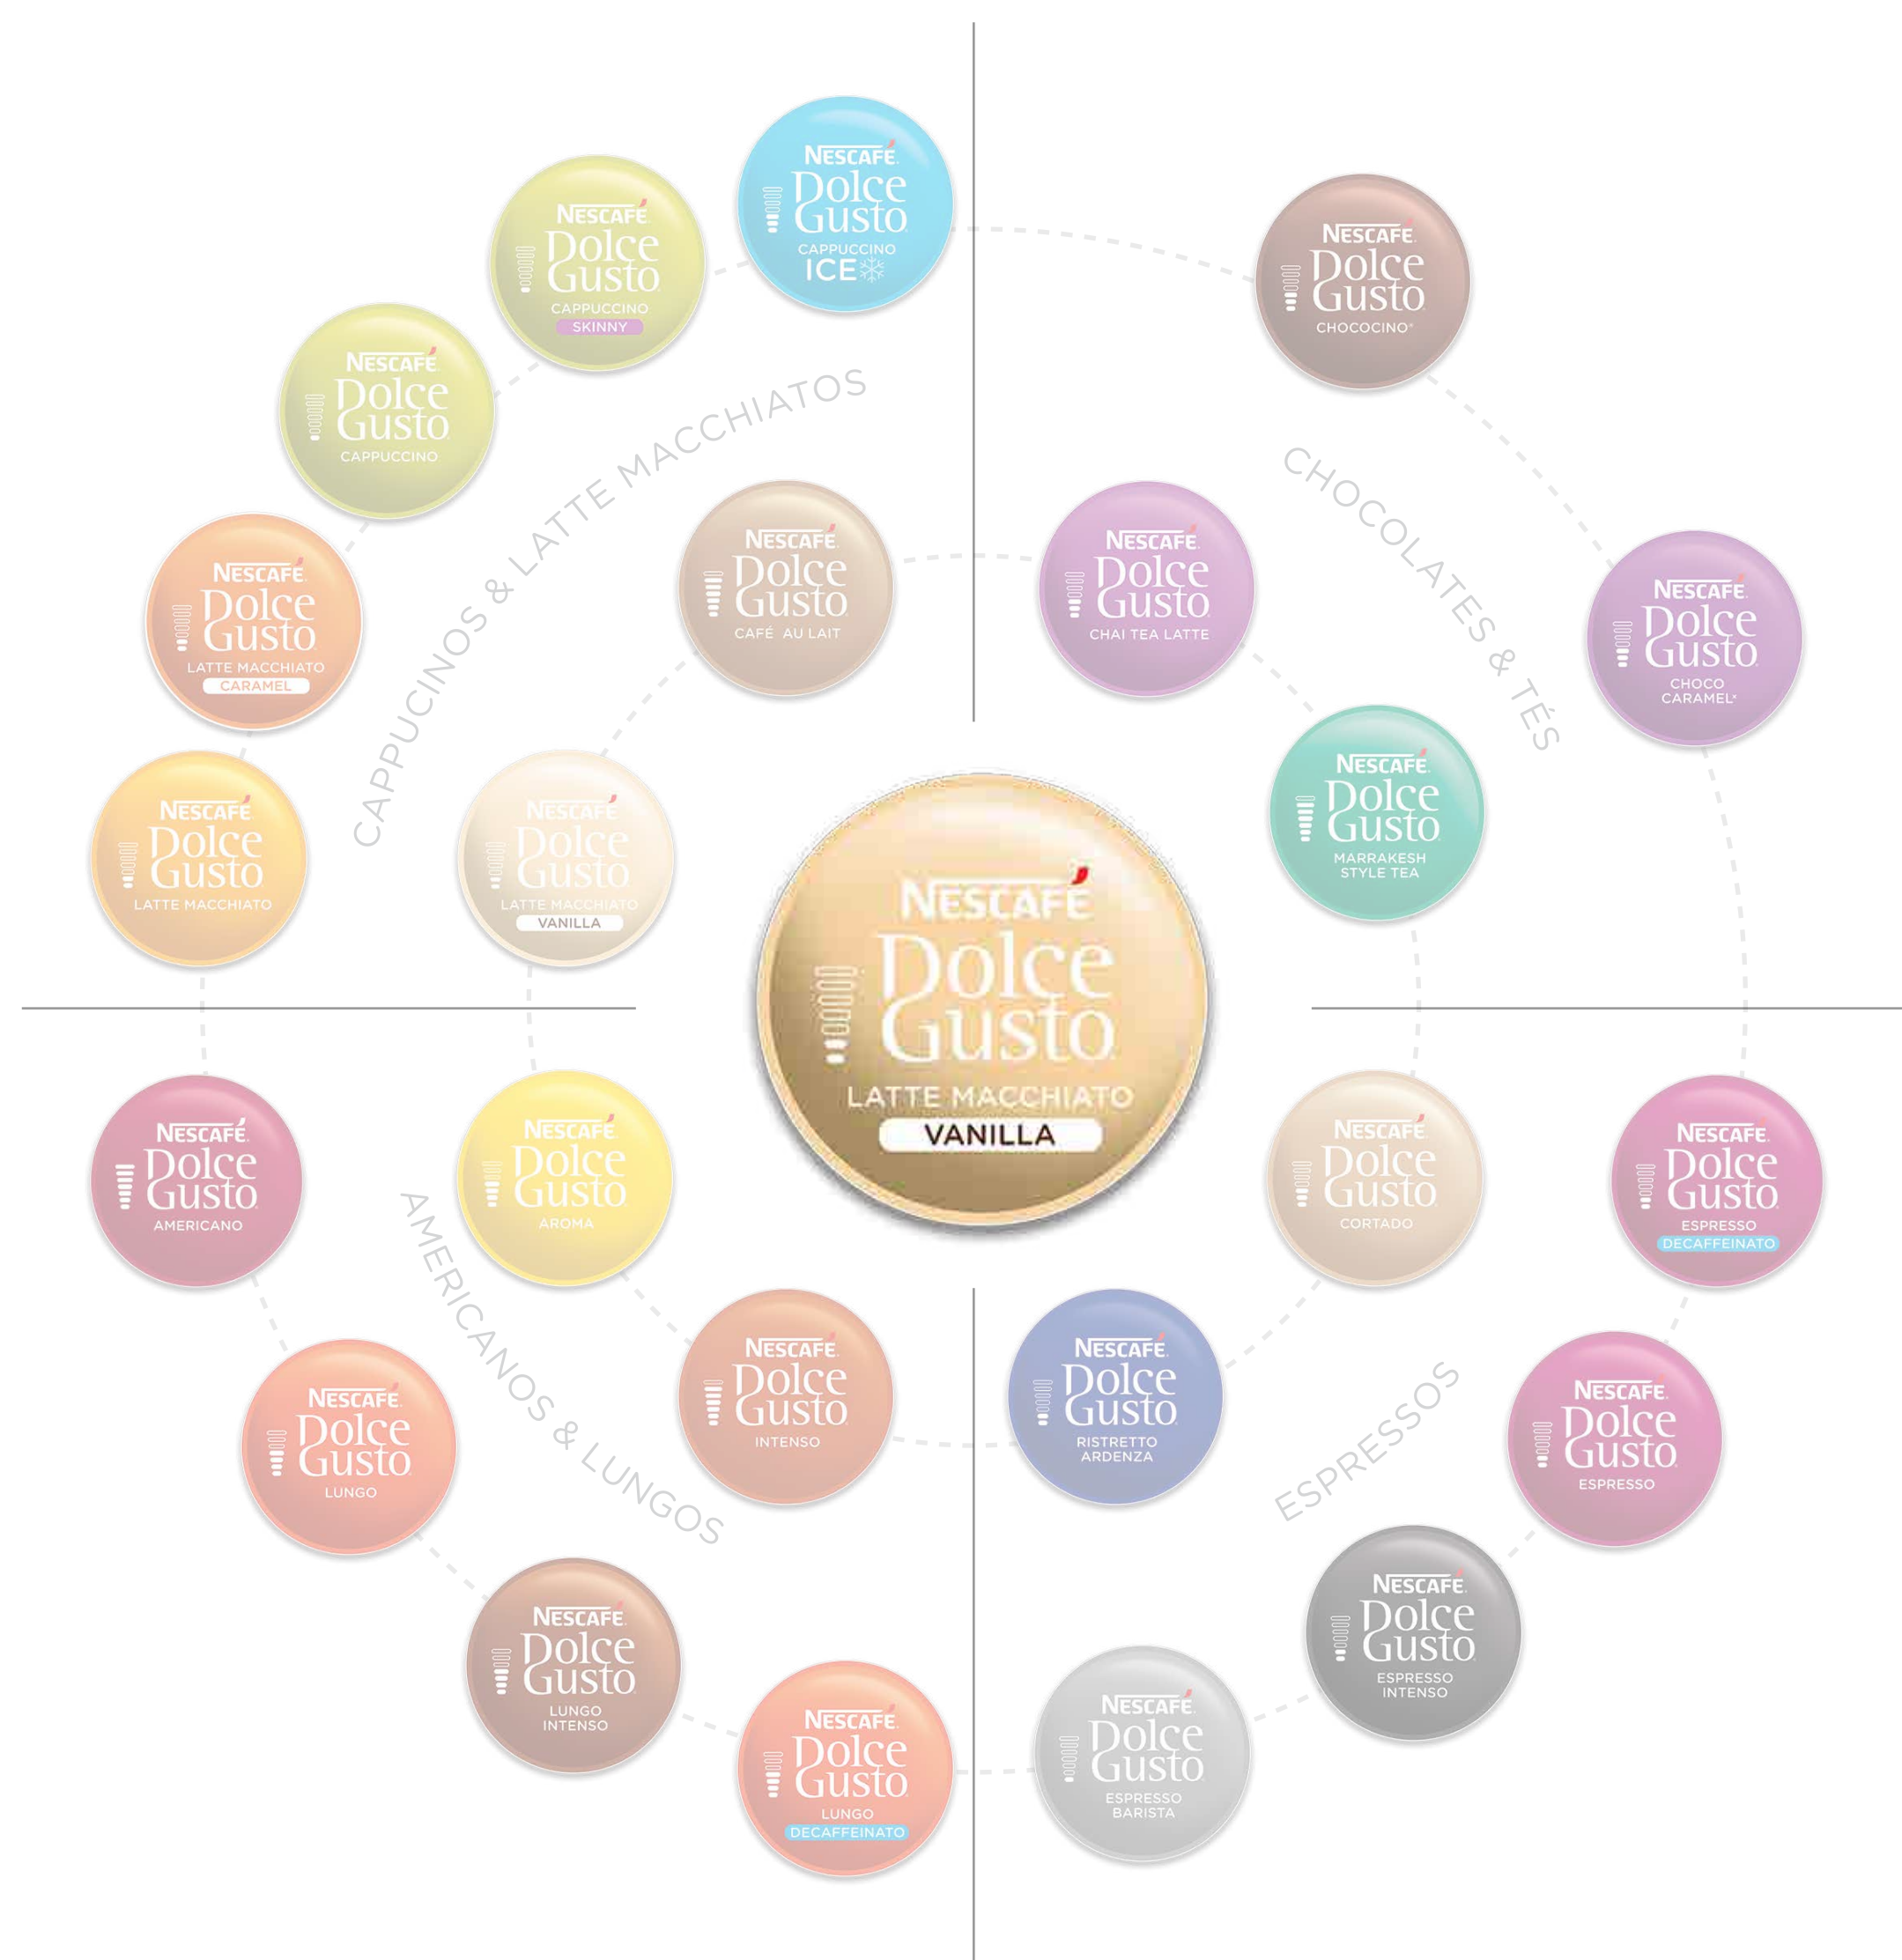 NESCAFÉ.
Dolce
Gusto
CAPPUCCINO
ICE
NESCAFÉ.
Dolce
Gusto
CAPPUCCINO
SKINNY
NESCAFÉ.
Dolce
Gusto
CAPPUCCINO
NESCAFÉ.
Dolce
Gusto
LATTE MACCHIATO
CARAMEL
NESCAFÉ
Dolce
Gusto
LATTE MACCHIATO
CAPPUCINOS & LATTE MACCHIATOS
NESCAFÉ.
Dolce
Gusto
CAFÉ AU LAIT
NESCAFÉ
Dolce
Gusto
LATTE MACCHIATO
VANILLA
NESCAFÉ.
Dolce
Gusto
CHOCOCINO®
NESCAFÉ.
Dolce
Gusto
CHOCO
CARAMEL*
CHOCOLATES & TÉS
NESCAFÉ.
Dolce
Gusto
CHAI TEA LATTE
NESCAFÉ.
Dolce
Gusto
MARRAKESH
STYLE TEA
NESCAFÉ
Dolce
Gusto
LATTE MACCHIATO
VANILLA
NESCAFÉ.
Dolce
Gusto
AMERICANO
NESCAFÉ.
Dolce
Gusto
AROMA
AMERICANOS & LUNGOS
NESCAFÉ.
Dolce
Gusto
LUNGO
NESCAFÉ.
Dolce
Gusto
INTENSO
NESCAFÉ.
Dolce
Gusto
LUNGO
INTENSO
NESCAFÉ.
Dolce
Gusto
LUNGO
DECAFFEINATO
NESCAFÉ.
Dolce
Gusto
CORTADO
NESCAFÉ.
Dolce
Gusto
ESPRESSO
DECAFFEINATO
NESCAFÉ.
Dolce
Gusto
RISTRETTO
ARDENZA
ESPRESSOS
NESCAFÉ.
Dolce
Gusto
ESPRESSO
NESCAFÉ.
Dolce
Gusto
ESPRESSO
INTENSO
NESCAFÉ.
Dolce
Gusto
ESPRESSO
BARISTA